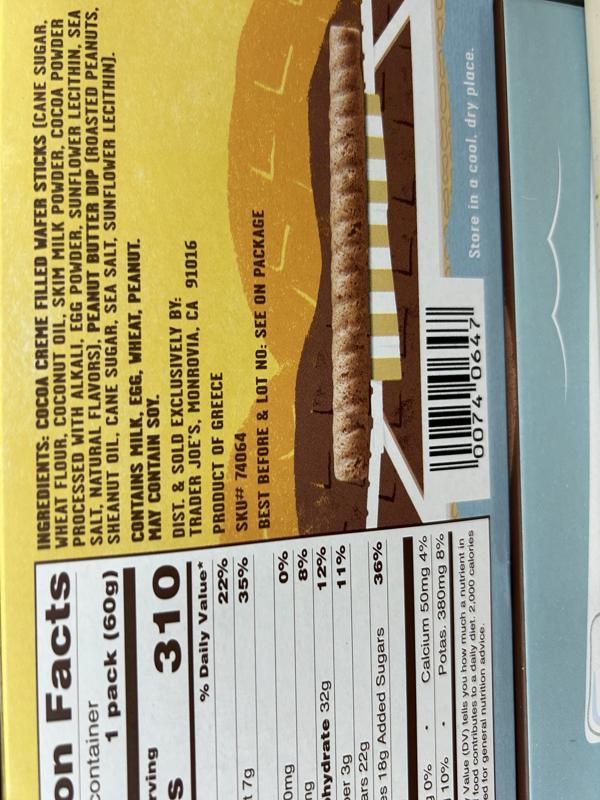 INGREDIENTS: COCOA CREME FILLED WAFER STICKS (CANE SUGAR,
WHEAT FLOUR, COCONUT OIL, SKIM MILK POWDER, COCOA POWDER
PROCESSED WITH ALKALI, EGG POWDER, SUNFLOWER LECITHIN, SEA
SALT, NATURAL FLAVORS), PEANUT BUTTER DIP (ROASTED PEANUTS,
SHEANUT OIL, CANE SUGAR, SEA SALT, SUNFLOWER LECITHIN).
CONTAINS MILK, EGG, WHEAT, PEANUT.
MAY CONTAIN SOY.
DIST. & SOLD EXCLUSIVELY BY:
TRADER JOE'S, MONROVIA, CA 91016
PRODUCT OF GREECE
SKU# 74064
BEST BEFORE & LOT NO: SEE ON PACKAGE
0074 0647
Store in a cool, dry place.
on Facts
container
1 pack (60g)
rving
s 310
% Daily Value*
22%
t 7g 35%
0mg 0%
ng 8%
hydrate 32g 12%
er 3g 11%
ars 22g
es 18g Added Sugars 36%
0% • Calcium 50mg 4%
10% • Potas. 380mg 8%
Value (DV) tells you how much a nutrient in
food contributes to a daily diet. 2,000 calories
ed for general nutrition advice.